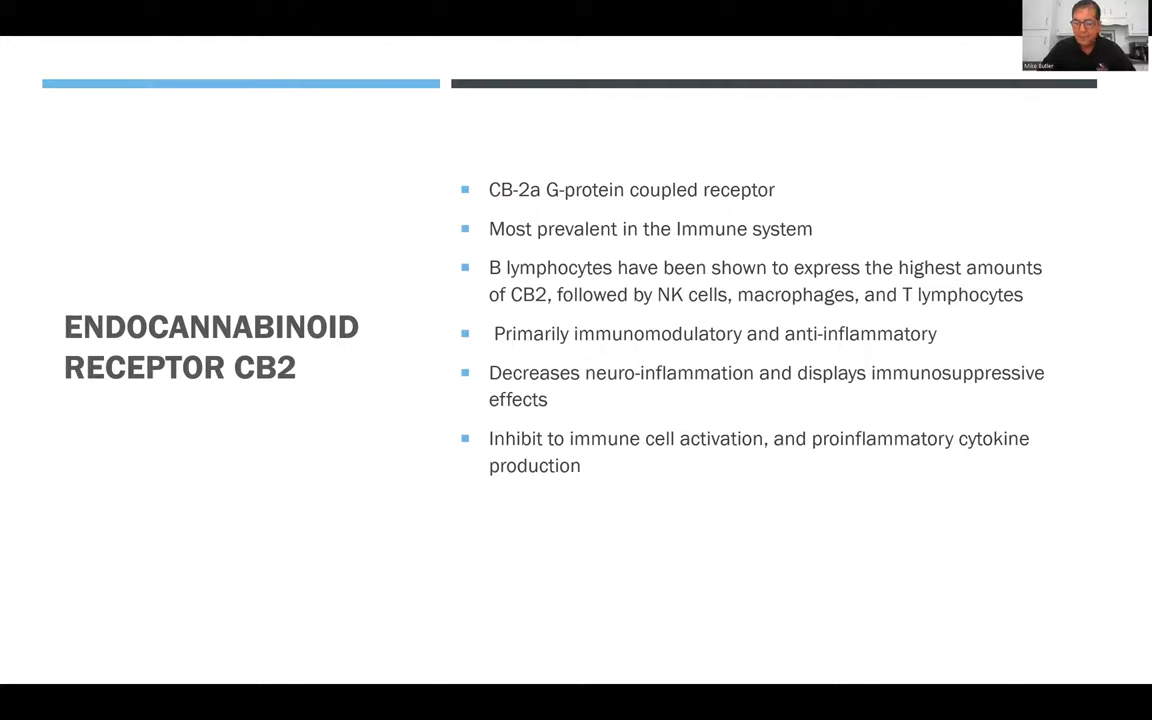 Mike Butler
ENDOCANNABINOID
RECEPTOR CB2
CB-2a G-protein coupled receptor
Most prevalent in the Immune system
B lymphocytes have been shown to express the highest amounts
of CB2, followed by NK cells, macrophages, and T lymphocytes
Primarily immunomodulatory and anti-inflammatory
Decreases neuro-inflammation and displays immunosuppressive
effects
Inhibit to immune cell activation, and proinflammatory cytokine
production